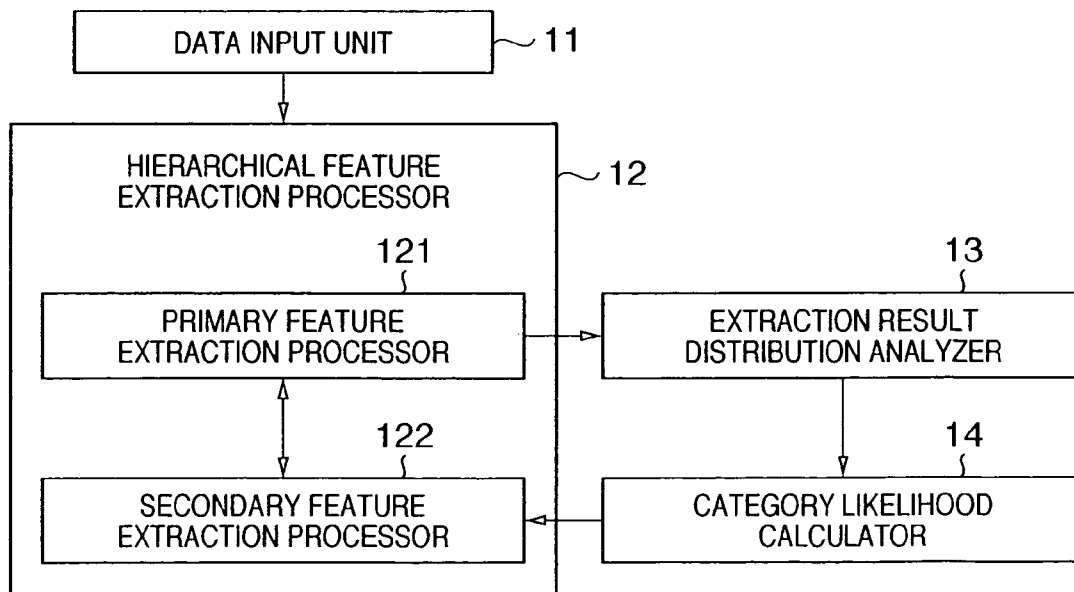 DATA INPUT UNIT
11
HIERARCHICAL FEATURE
EXTRACTION PROCESSOR
12
121
PRIMARY FEATURE
EXTRACTION PROCESSOR
13
EXTRACTION RESULT
DISTRIBUTION ANALYZER
122
SECONDARY FEATURE
EXTRACTION PROCESSOR
14
CATEGORY LIKELIHOOD
CALCULATOR